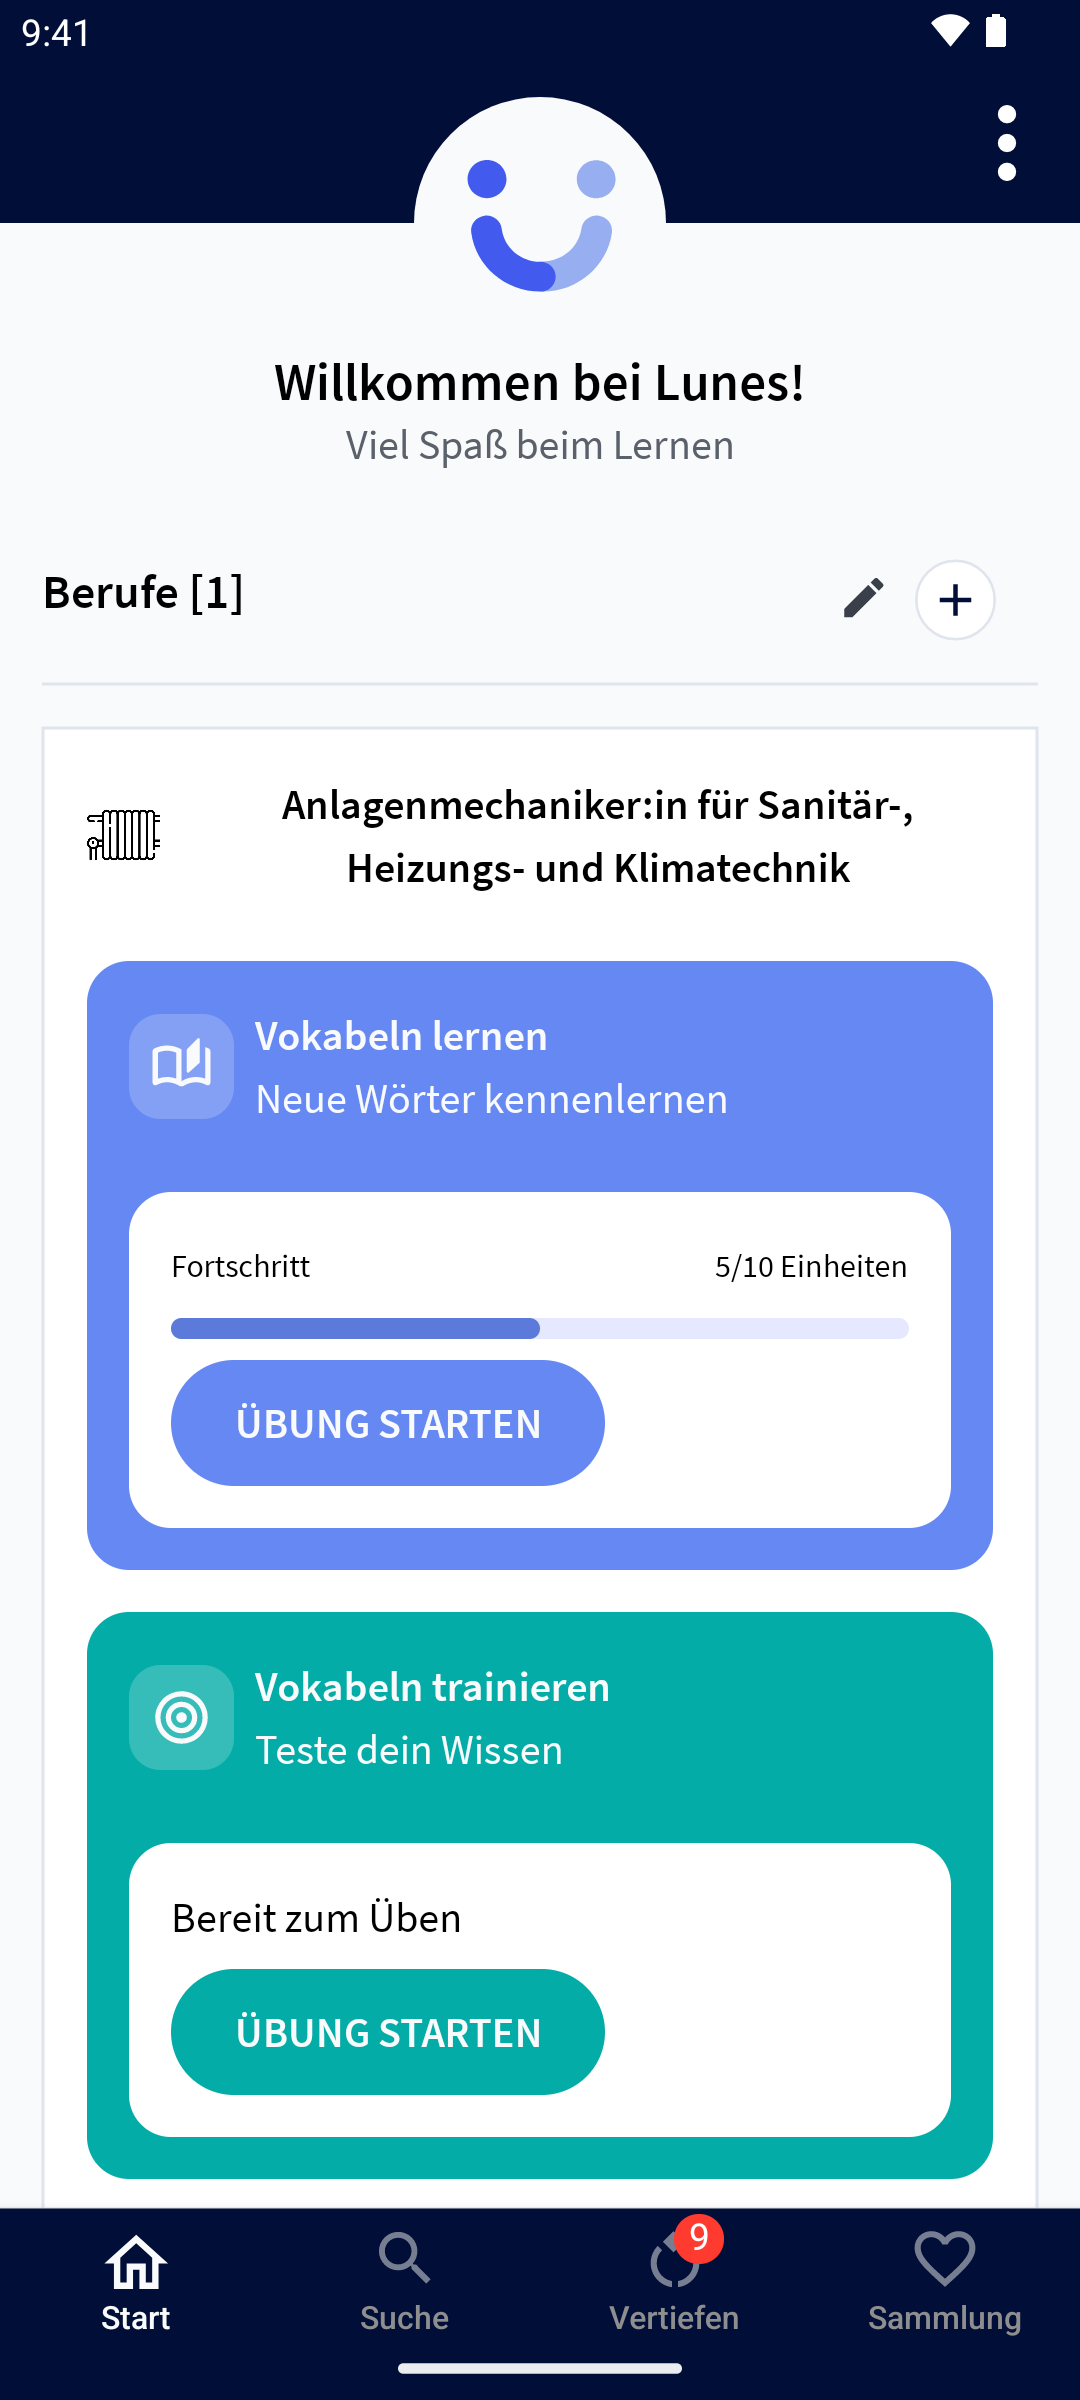 9:41
Willkommen bei Lunes!
Viel Spaß beim Lernen
Berufe [1]
Anlagenmechaniker:in für Sanitär-,
Heizungs- und Klimatechnik
Vokabeln lernen
Neue Wörter kennenlernen
Fortschritt 5/10 Einheiten
ÜBUNG STARTEN
Vokabeln trainieren
Teste dein Wissen
Bereit zum Üben
ÜBUNG STARTEN
9
Start Suche Vertiefen Sammlung